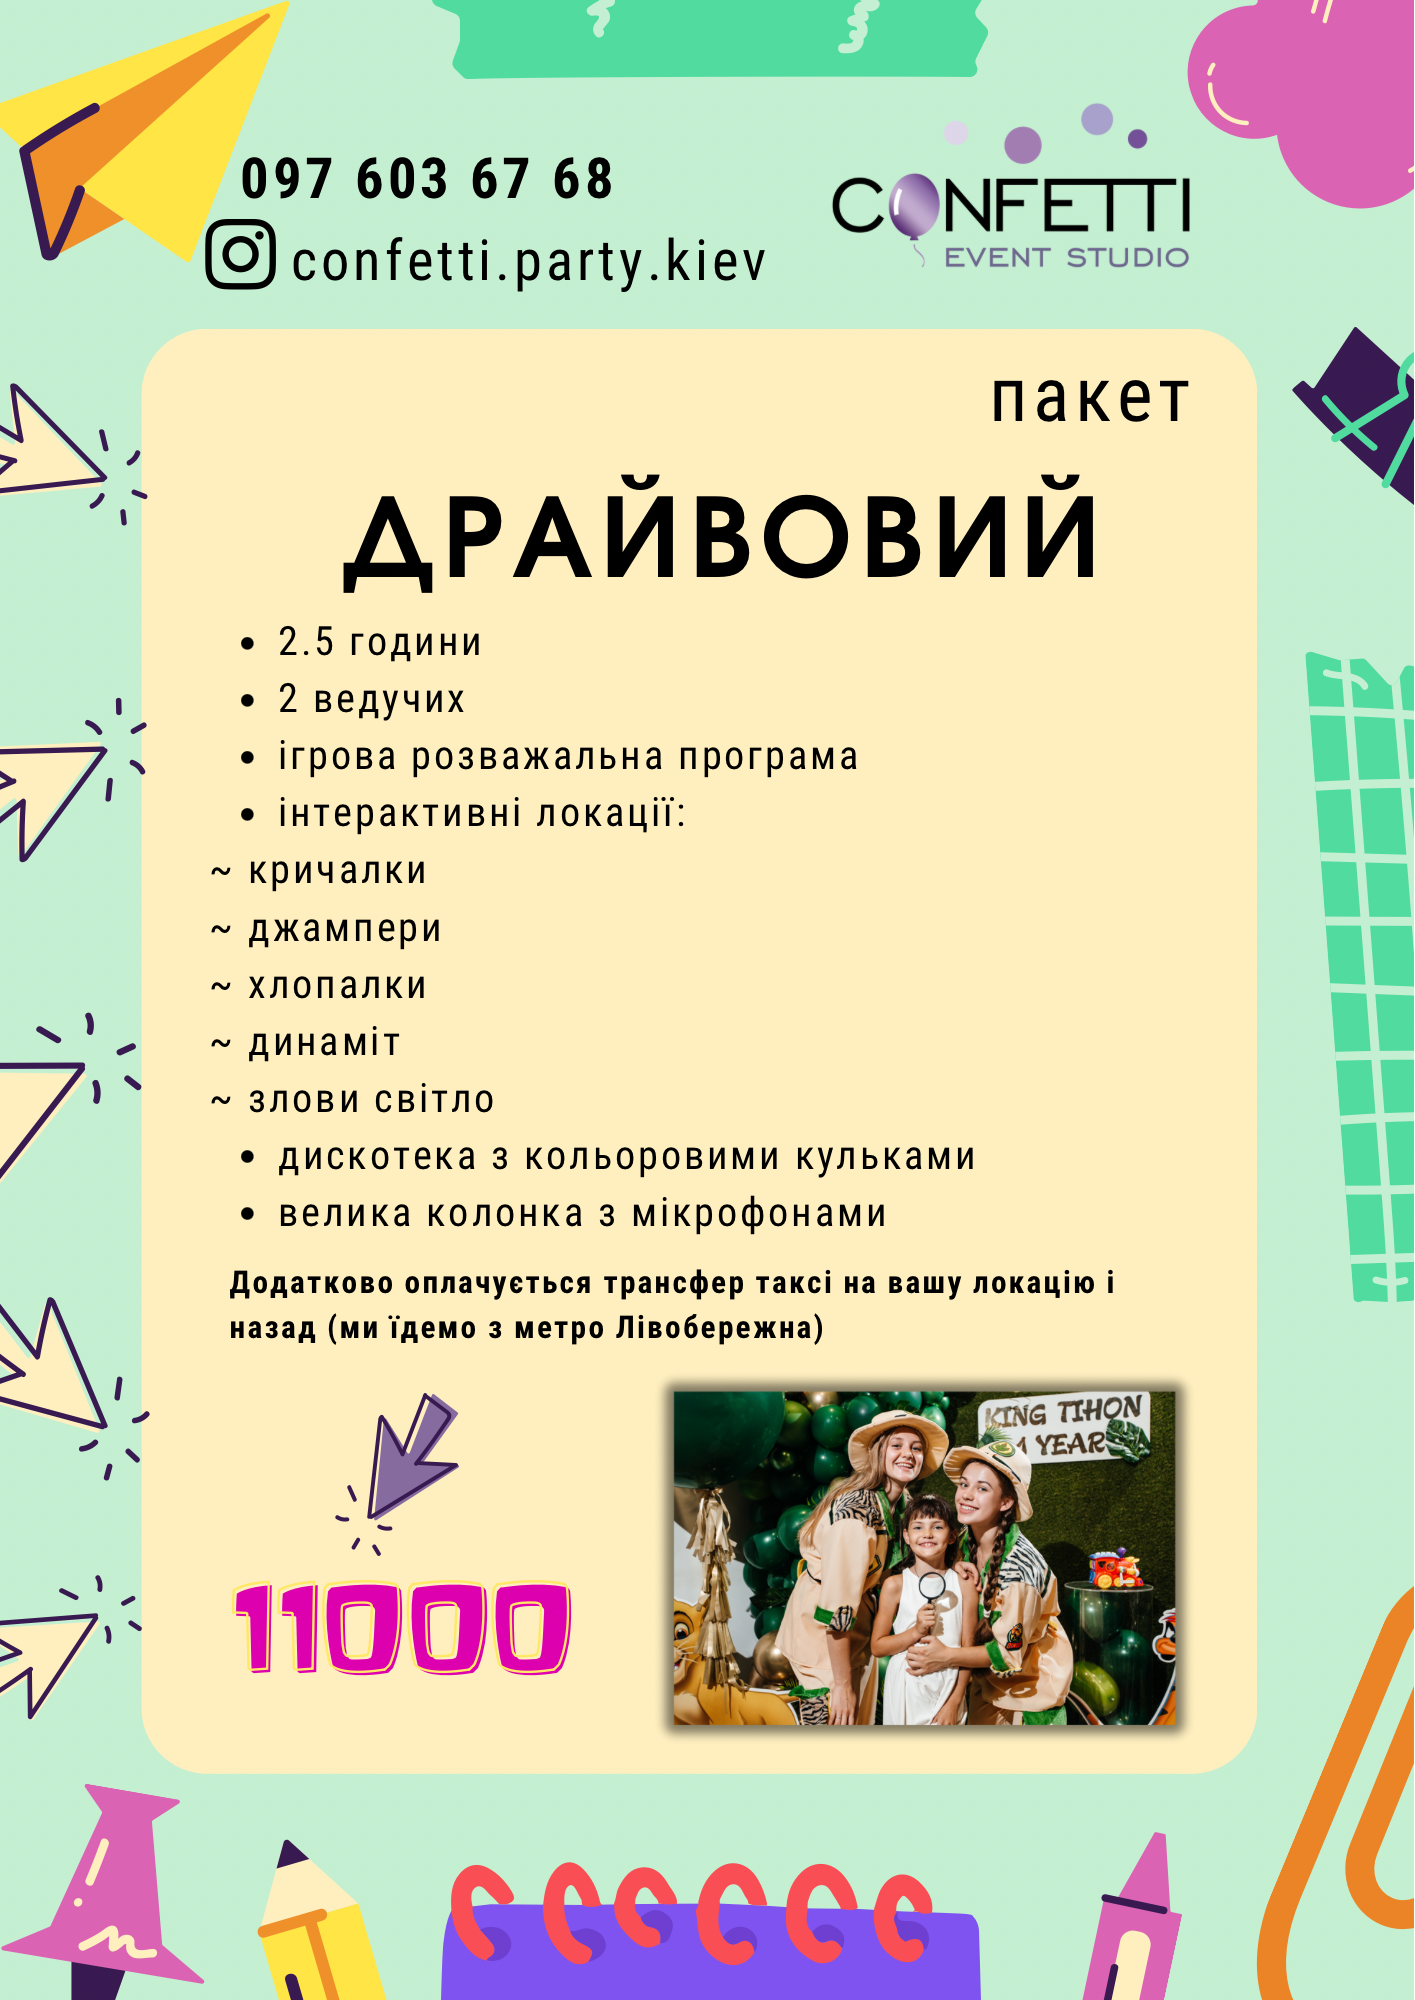 097 603 67 68
confetti.party.kiev
CONFETTI
EVENT STUDIO
пакет
ДРАЙВОВИЙ
• 2.5 години
• 2 ведучих
• ігрова розважальна програма
• інтерактивні локації:
~ кричалки
~ джампери
~ хлопалки
~ динаміт
~ злови світло
• дискотека з кольоровими кульками
• велика колонка з мікрофонами
Додатково оплачується трансфер таксі на вашу локацію і
назад (ми їдемо з метро Лівобережна)
KING TIHON
1 YEAR
11000